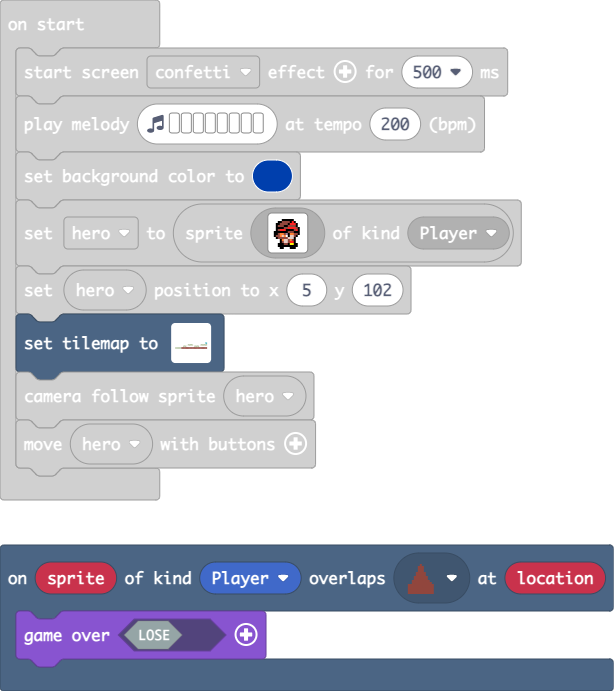 on start
start screen confetti effect for 500 ms
play melody at tempo 200 (bpm)
set background color to
set hero to sprite of kind Player
set hero position to x 5 y 102
set tilemap to
camera follow sprite hero
move hero with buttons
on sprite of kind Player overlaps at location
game over LOSE